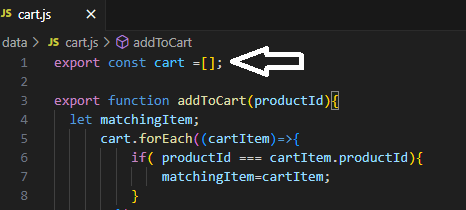 JS cart.js ×
data > JS cart.js > addToCart
1 export const cart =[];
2
3 export function addToCart(productId){
4 let matchingItem;
5 cart.forEach((cartItem)=>{
6 if( productId === cartItem.productId){
7 matchingItem=cartItem;
8 }